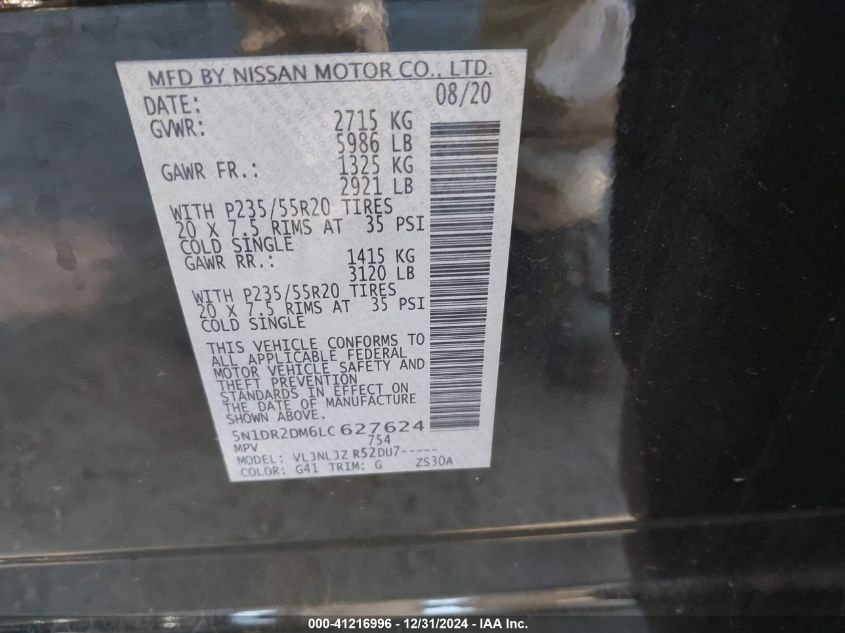 MFD BY NISSAN MOTOR CO., LTD.
DATE: 08/20
GVWR: 2715 KG
5986 LB
GAWR FR.: 1325 KG
2921 LB
WITH P235/55R20 TIRES
20 X 7.5 RIMS AT 35 PSI
COLD SINGLE
GAWR RR.: 1415 KG
3120 LB
WITH P235/55R20 TIRES
20 X 7.5 RIMS AT 35 PSI
COLD SINGLE
THIS VEHICLE CONFORMS TO
ALL APPLICABLE FEDERAL
MOTOR VEHICLE SAFETY AND
THEFT PREVENTION
STANDARDS IN EFFECT ON
THE DATE OF MANUFACTURE
SHOWN ABOVE
5N1DR2DM6LC627624
MPV 754
MODEL: VLJNLJZ R52DU7-----
COLOR: G41 TRIM: G ZS30A
000-41216996 - 12/31/2024 - IAA Inc.